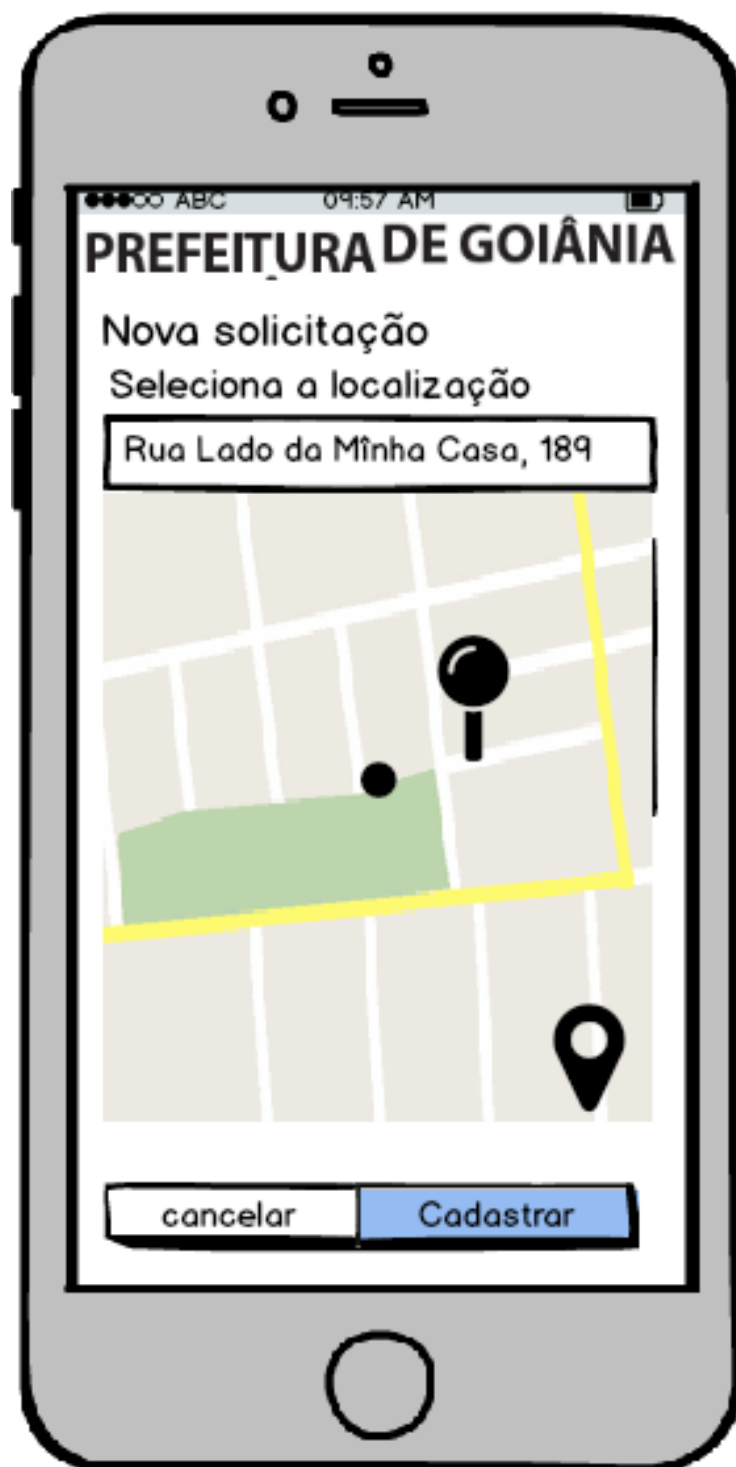 ABC 09:57 AM
PREFEITURA DE GOIÂNIA
Nova solicitação
Seleciona a localização
Rua Lado da Mînha Casa, 189
cancelar Cadastrar